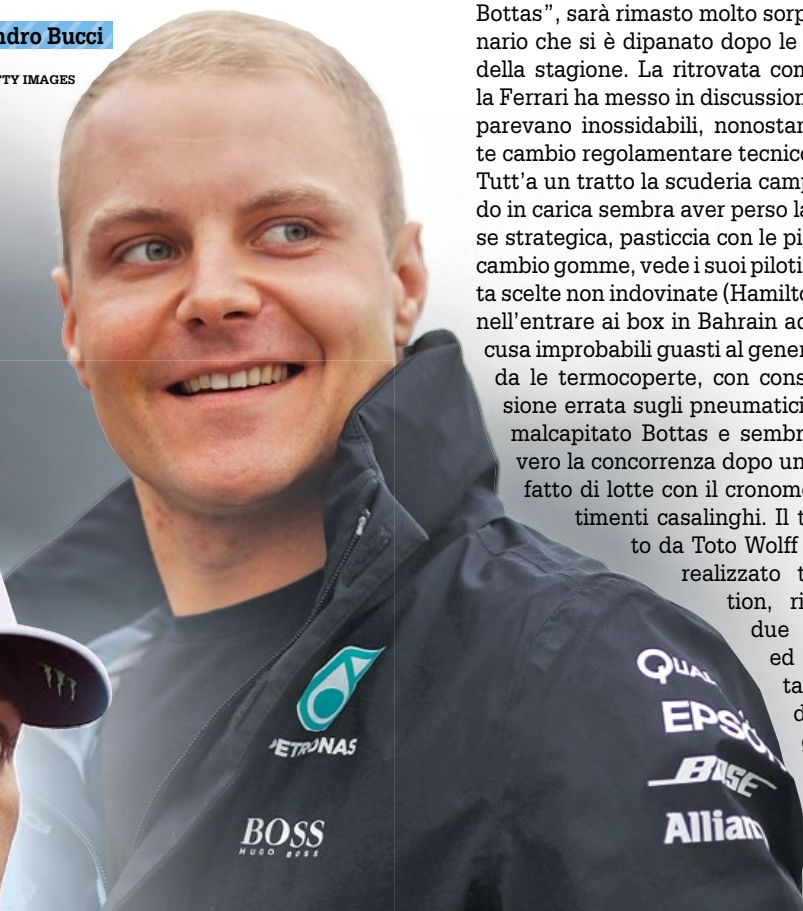 ndro Bucci
TTY IMAGES
Bottas”, sarà rimasto molto sorp
nario che si è dipanato dopo le
della stagione. La ritrovata com
la Ferrari ha messo in discussion
parevano inossidabili, nonostan
te cambio regolamentare tecnico
Tutt'a un tratto la scuderia camp
do in carica sembra aver perso la
se strategica, pasticcia con le pi
cambio gomme, vede i suoi piloti
ta scelte non indovinate (Hamilto
nell'entrare ai box in Bahrain ad
cusa improbabili guasti al gener
da le termocoperte, con cons
sione errata sugli pneumatici
malcapitato Bottas e sembr
vero la concorrenza dopo un
fatto di lotte con il cronome
timenti casalinghi. Il t
to da Toto Wolff
realizzato t
tion, ri
due
ed
ta
d
PETRONAS
BOSS
HUGO BOSS
QUAL
EPSON
BOSE
Allian